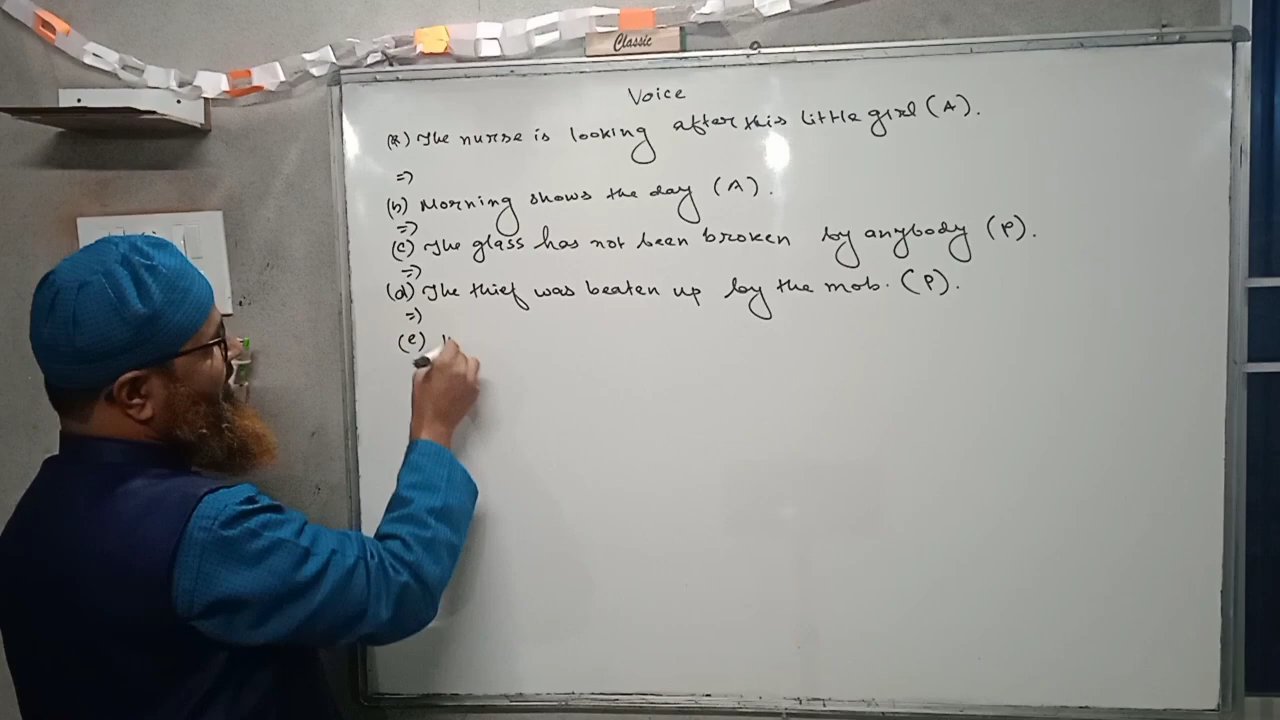 Classic
Voice
(a) The nurse is looking after this little girl (A).
=>
(b) Morning shows the day (A).
=>
(c) The glass has not been broken by anybody (P).
=>
(d) The thief was beaten up by the mob. (P).
=>
(e)